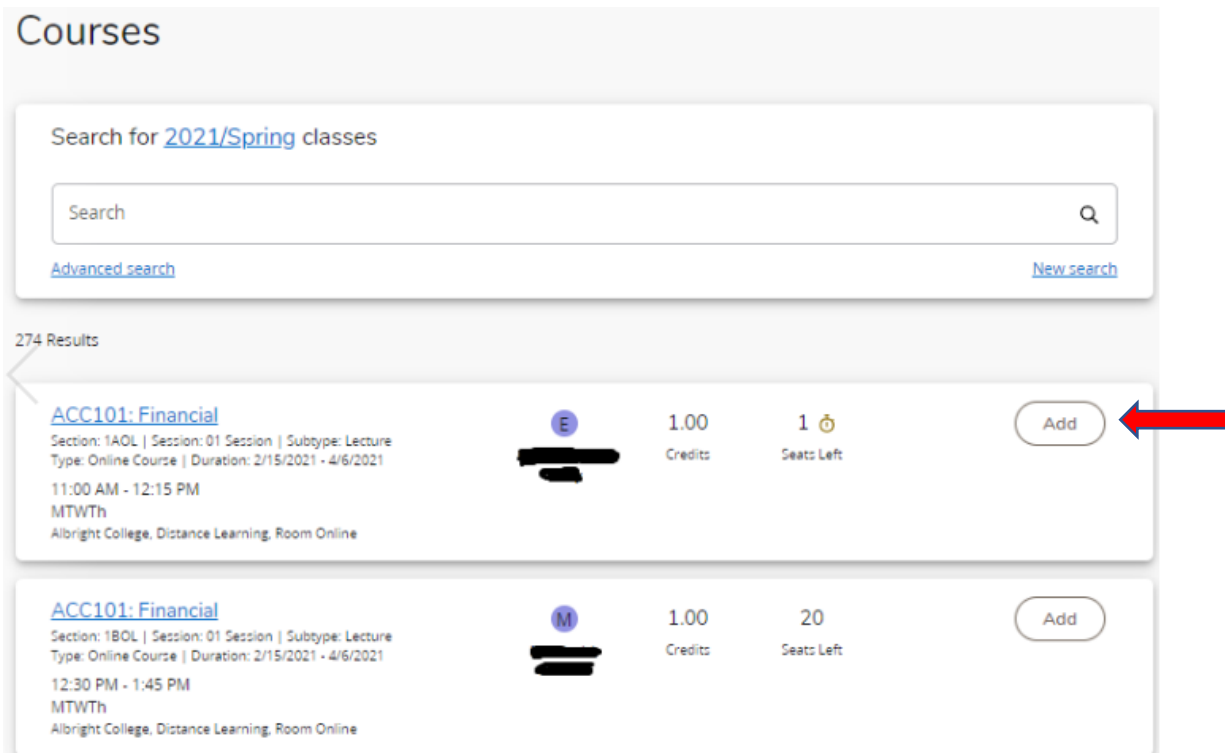 Courses
Search for 2021/Spring classes
Search
Advanced search
New search
274 Results
ACC101: Financial
Section: 1AOL | Session: 01 Session | Subtype: Lecture
Type: Online Course | Duration: 2/15/2021 - 4/6/2021
11:00 AM - 12:15 PM
MTWTh
Albright College, Distance Learning, Room Online
E
1.00
Credits
1
Seats Left
Add
ACC101: Financial
Section: 1BOL | Session: 01 Session | Subtype: Lecture
Type: Online Course | Duration: 2/15/2021 - 4/6/2021
12:30 PM - 1:45 PM
MTWTh
Albright College, Distance Learning, Room Online
M
1.00
Credits
20
Seats Left
Add